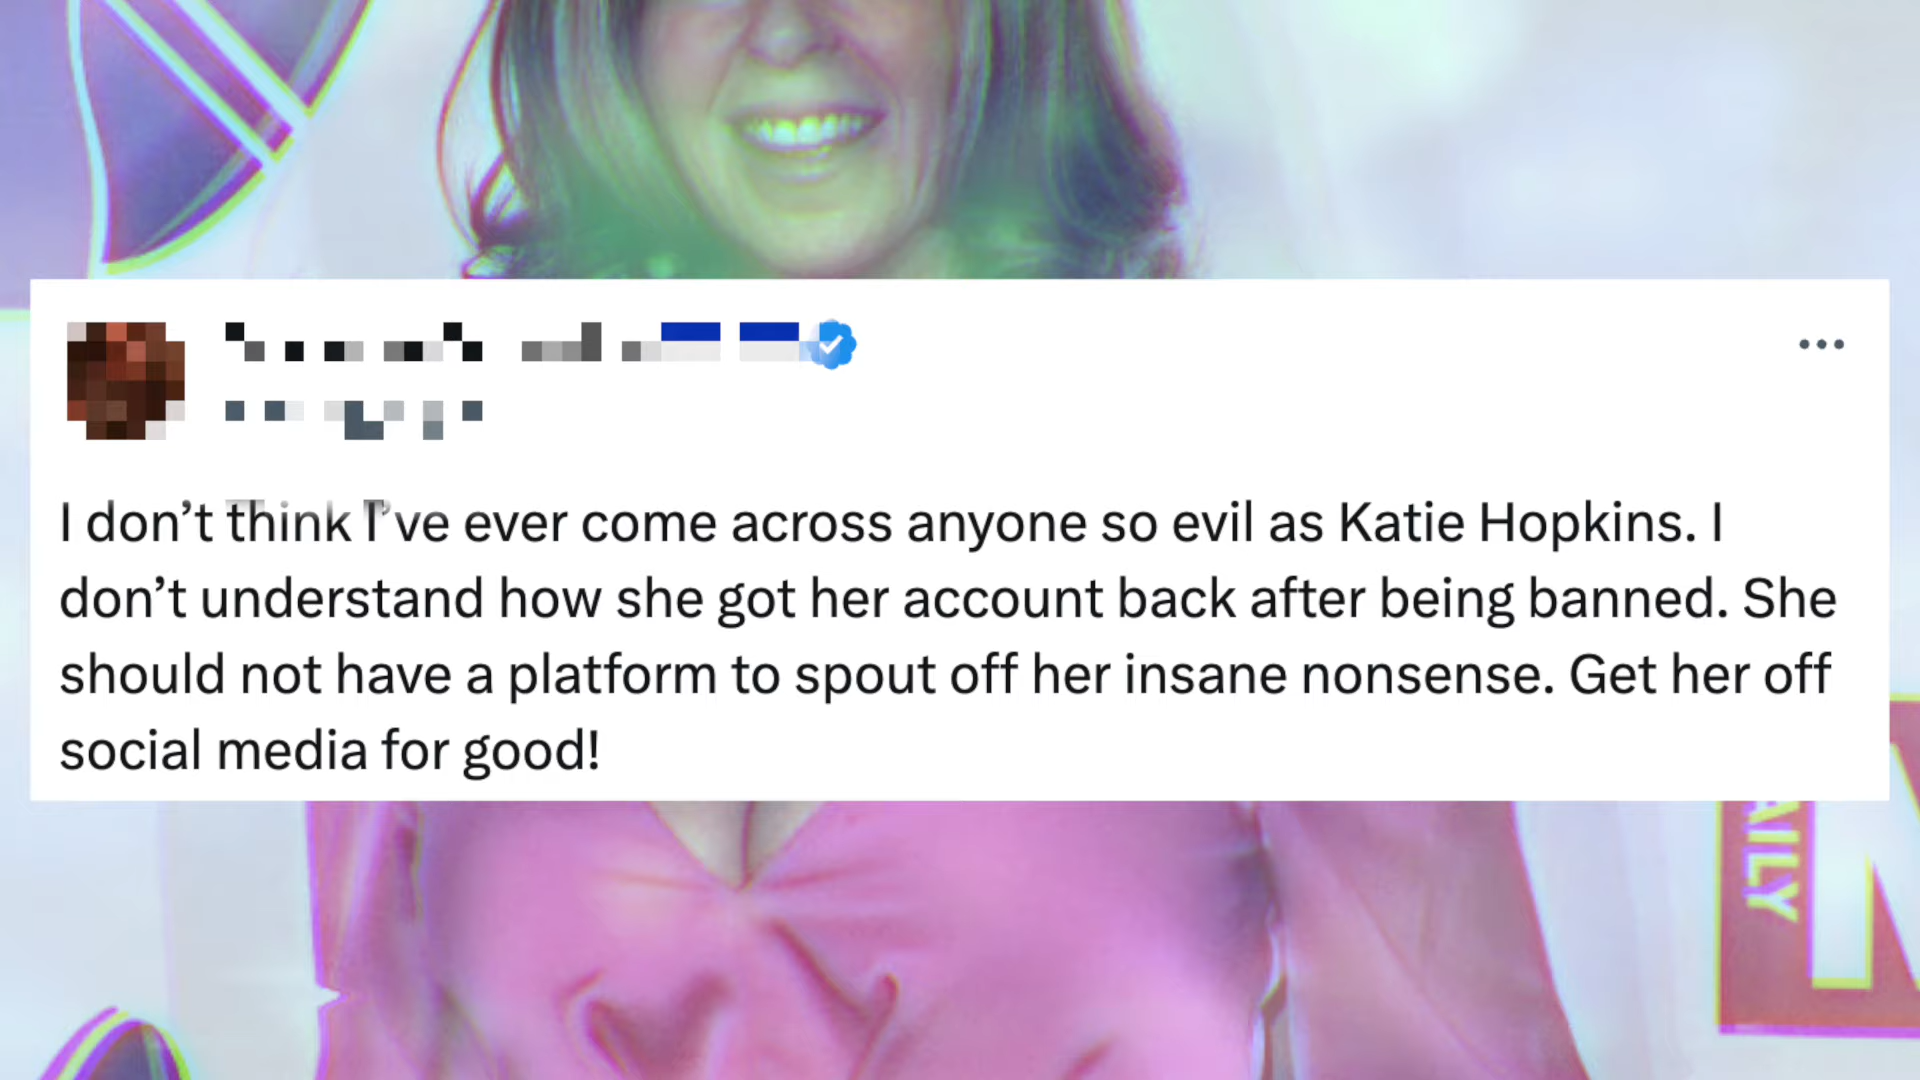 I don’t think I’ve ever come across anyone so evil as Katie Hopkins. I
don’t understand how she got her account back after being banned. She
should not have a platform to spout off her insane nonsense. Get her off
social media for good!
AILY